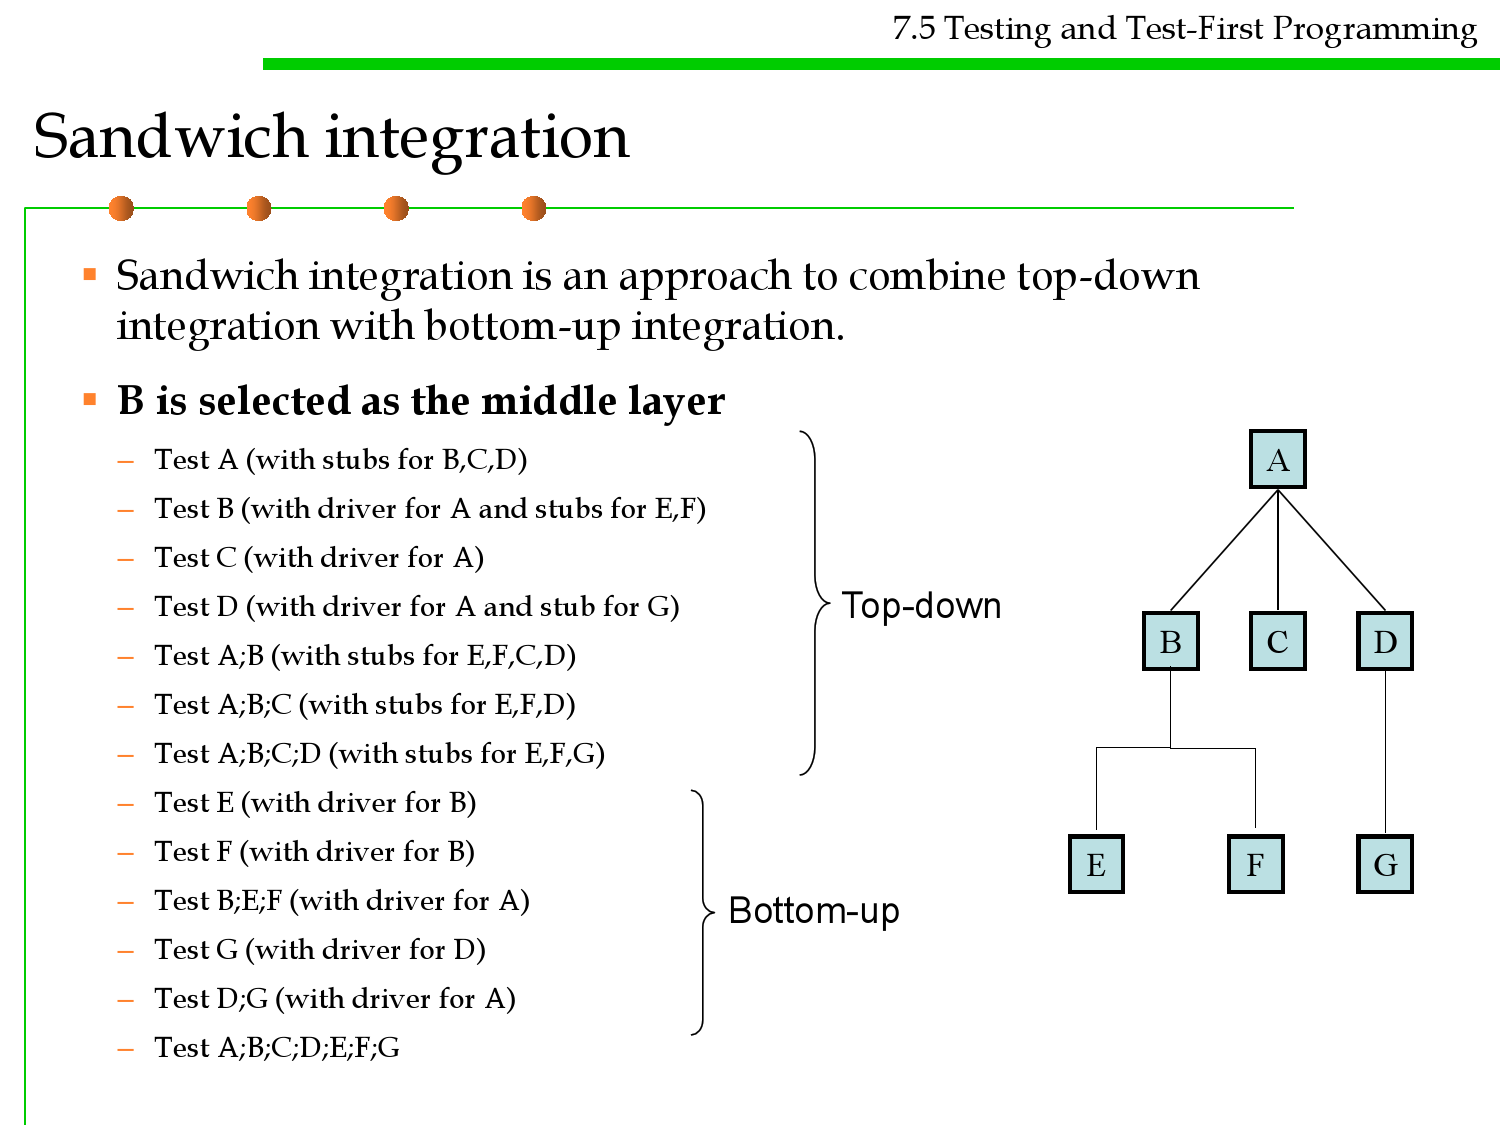 7.5 Testing and Test-First Programming
Sandwich integration
▪ Sandwich integration is an approach to combine top-down
integration with bottom-up integration.
▪ B is selected as the middle layer
– Test A (with stubs for B,C,D)
– Test B (with driver for A and stubs for E,F)
– Test C (with driver for A)
– Test D (with driver for A and stub for G)
– Test A;B (with stubs for E,F,C,D)
– Test A;B;C (with stubs for E,F,D)
– Test A;B;C;D (with stubs for E,F,G)
Top-down
– Test E (with driver for B)
– Test F (with driver for B)
– Test B;E;F (with driver for A)
– Test G (with driver for D)
– Test D;G (with driver for A)
Bottom-up
– Test A;B;C;D;E;F;G
A
B C D
E F G